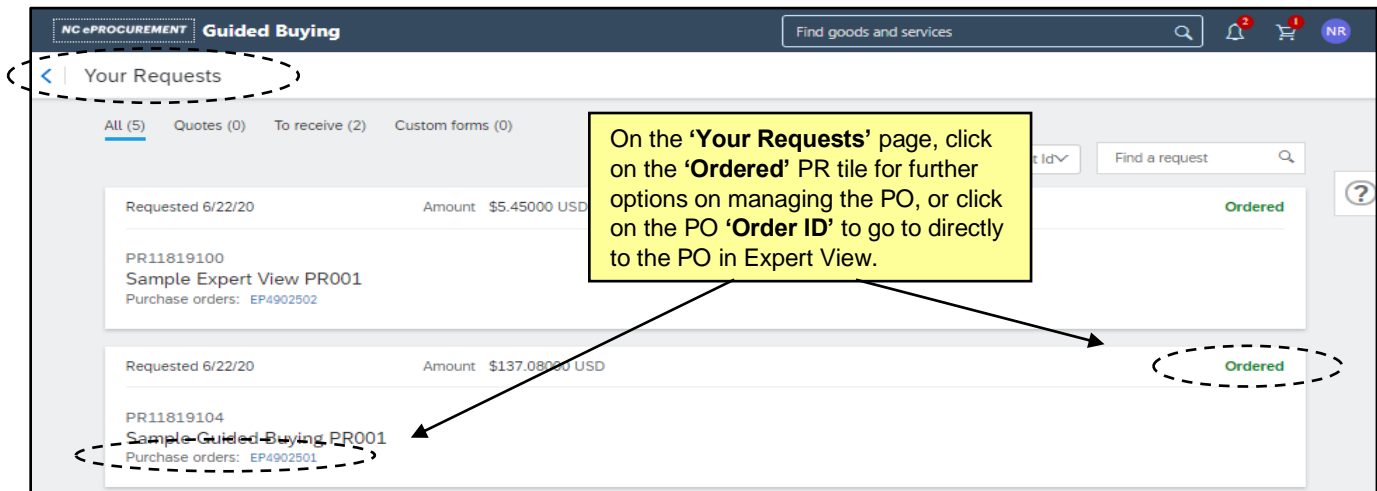 NC ePROCUREMENT Guided Buying
Find goods and services
2
1
NR
< Your Requests
All (5) Quotes (0) To receive (2) Custom forms (0)
t Id
Find a request
?
On the ‘Your Requests’ page, click
on the ‘Ordered’ PR tile for further
options on managing the PO, or click
on the PO ‘Order ID’ to go to directly
to the PO in Expert View.
Requested 6/22/20 Amount $5.45000 USD Ordered
PR11819100
Sample Expert View PR001
Purchase orders: EP4902502
Requested 6/22/20 Amount $137.08000 USD Ordered
PR11819104
Sample Guided Buying PR001
Purchase orders: EP4902501